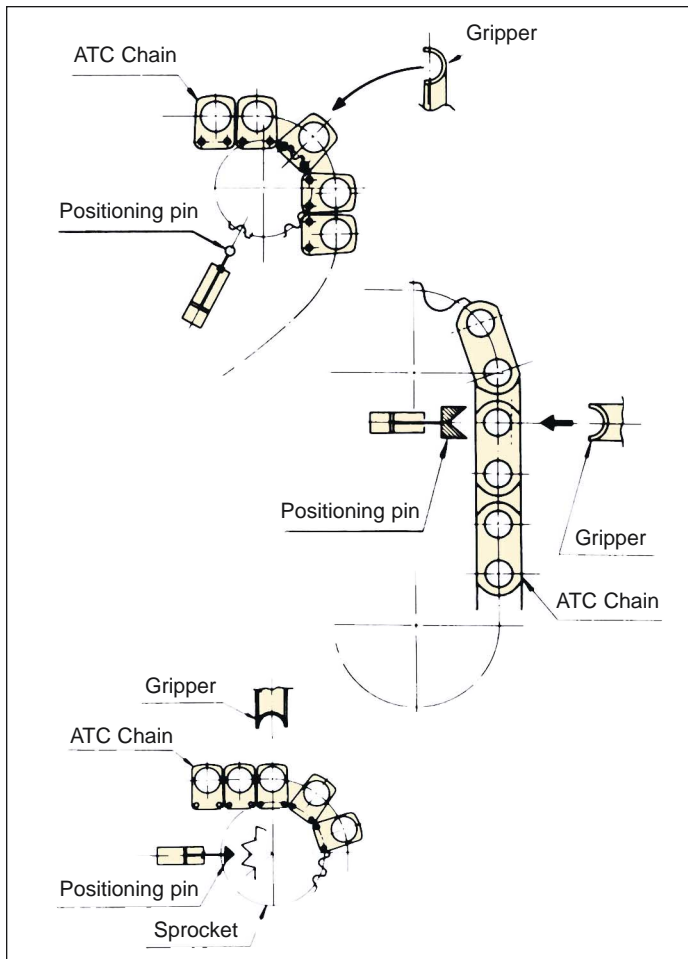 Gripper
ATC Chain
Positioning pin
Positioning pin
Gripper
ATC Chain
Gripper
ATC Chain
Positioning pin
Sprocket